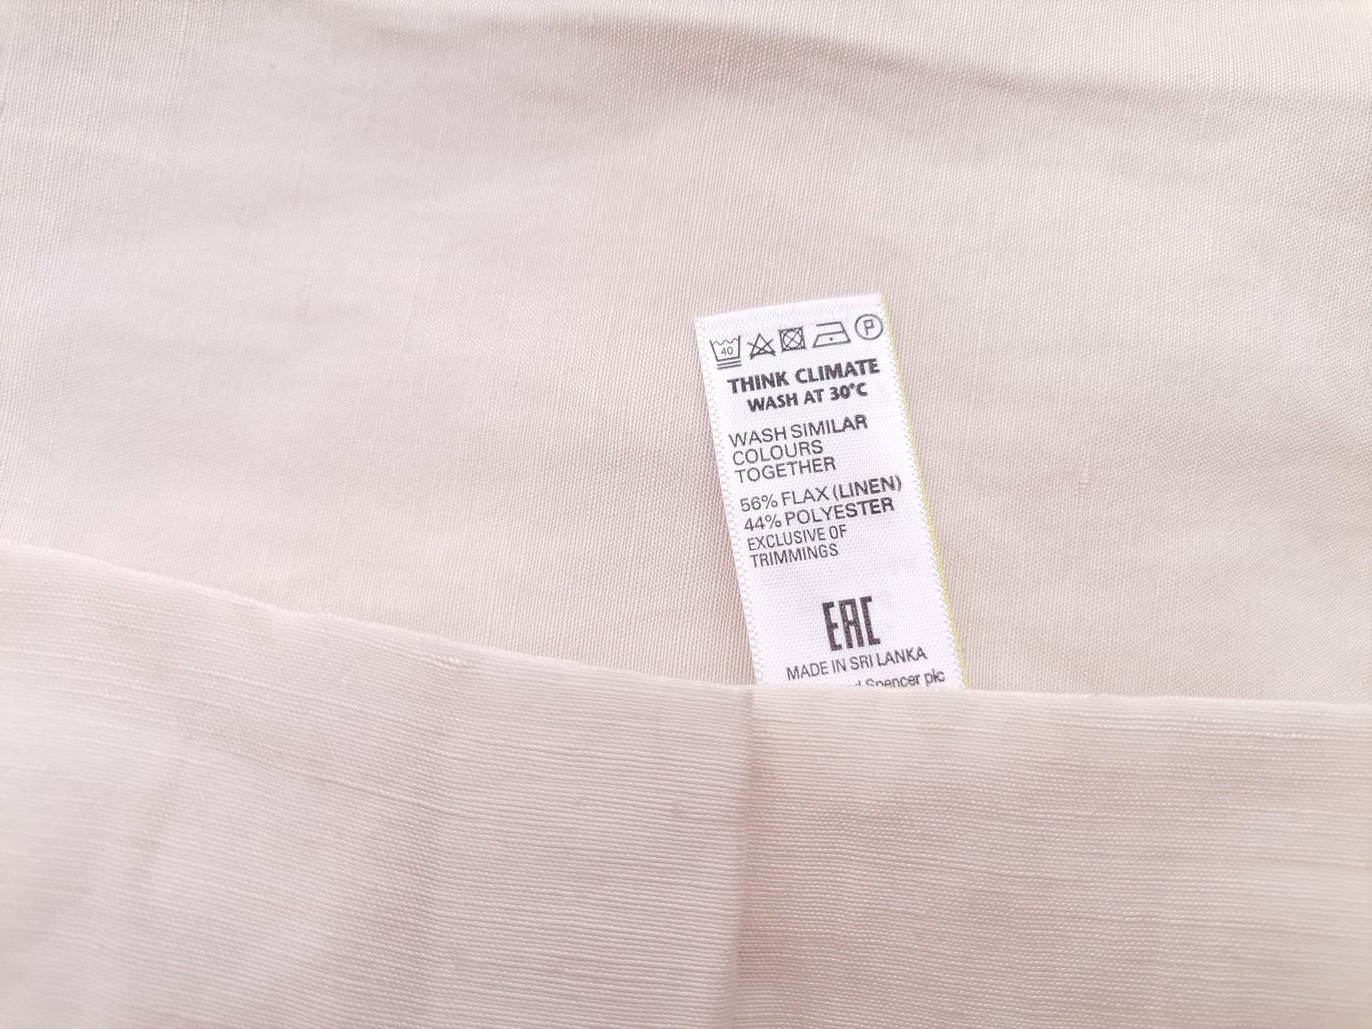 40 P
THINK CLIMATE
WASH AT 30°C
WASH SIMILAR
COLOURS
TOGETHER
56% FLAX (LINEN)
44% POLYESTER
EXCLUSIVE OF
TRIMMINGS
EAC
MADE IN SRI LANKA
Spencer plc